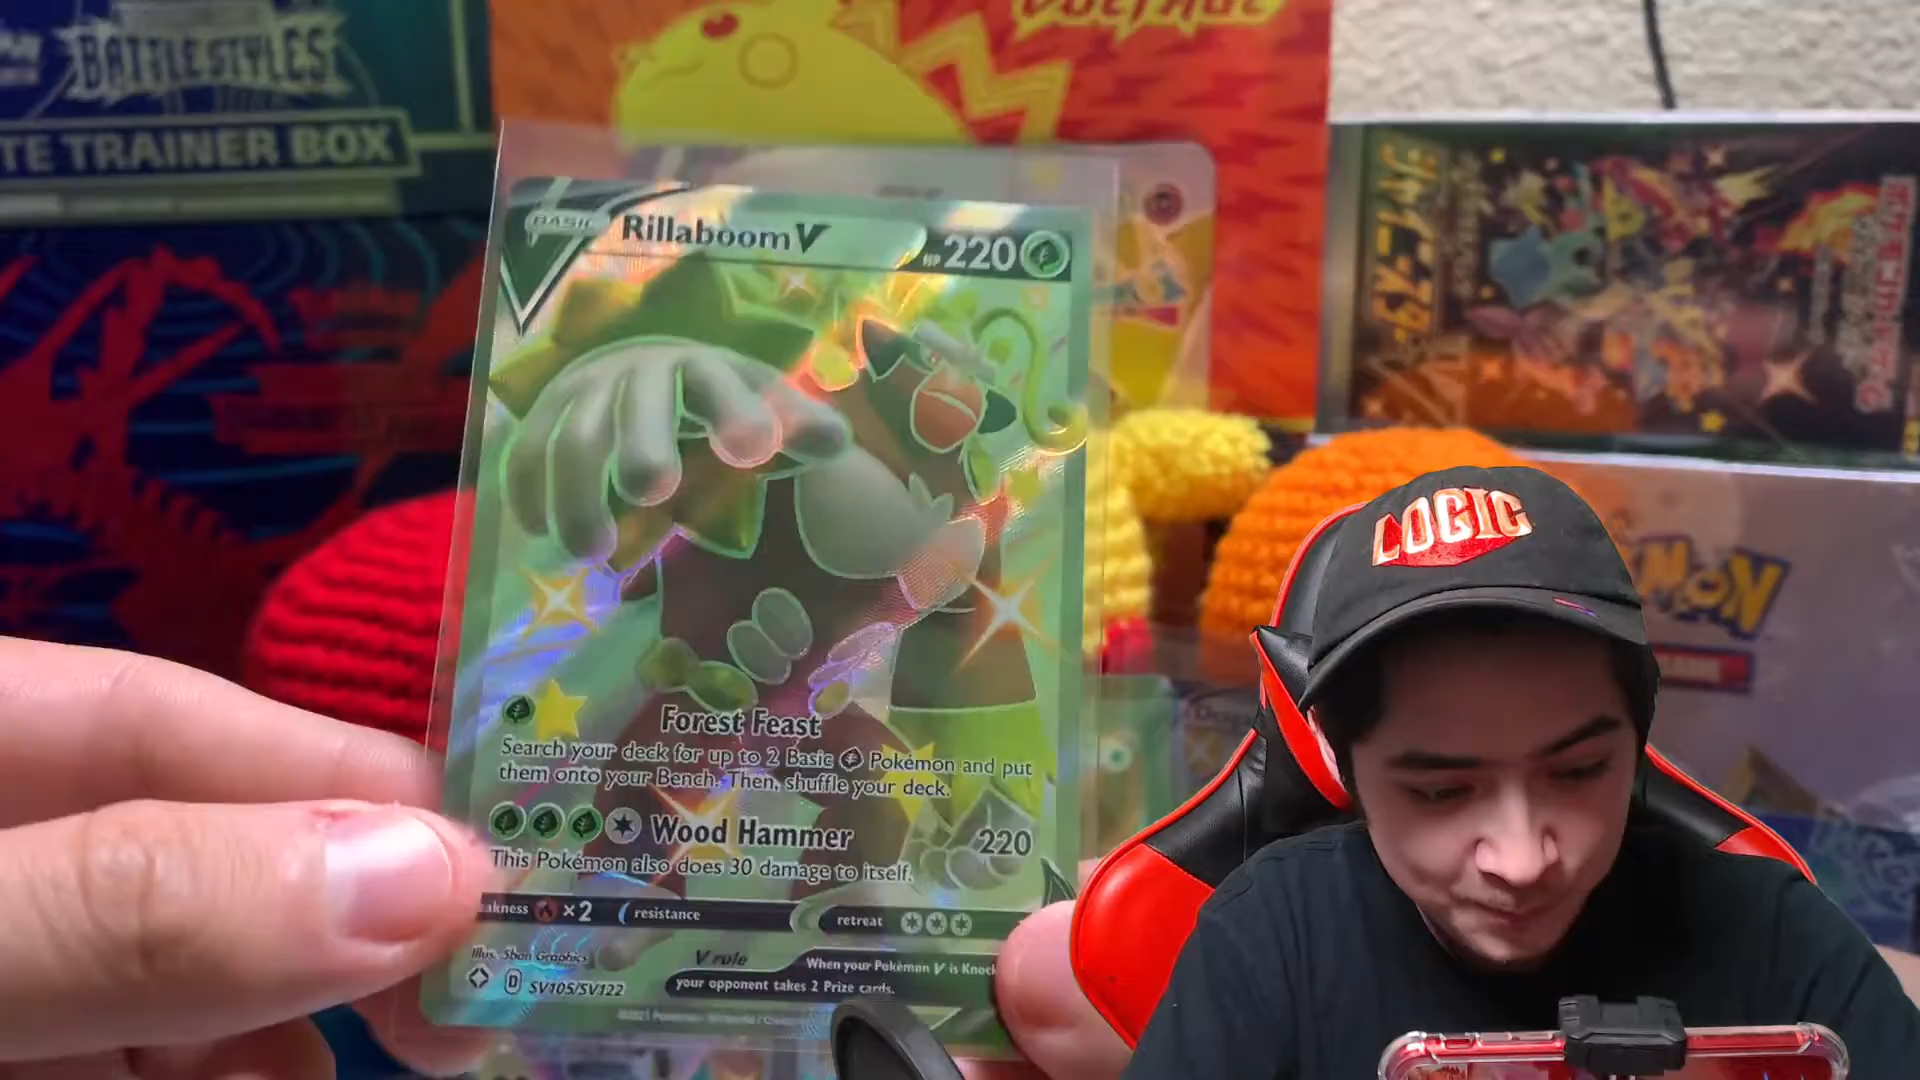 BATTLE STYLES
TE TRAINER BOX
VOLTAGE
BASIC
Rillaboom V
HP 220
Forest Feast
Search your deck for up to 2 Basic Pokémon and put
them onto your Bench. Then, shuffle your deck.
Wood Hammer
220
This Pokémon also does 30 damage to itself.
akness ×2
resistance
retreat
Illus. 5ban Graphics
V rule
When your Pokémon V is Knock
your opponent takes 2 Prize cards.
D SV105/SV122
LOGIC